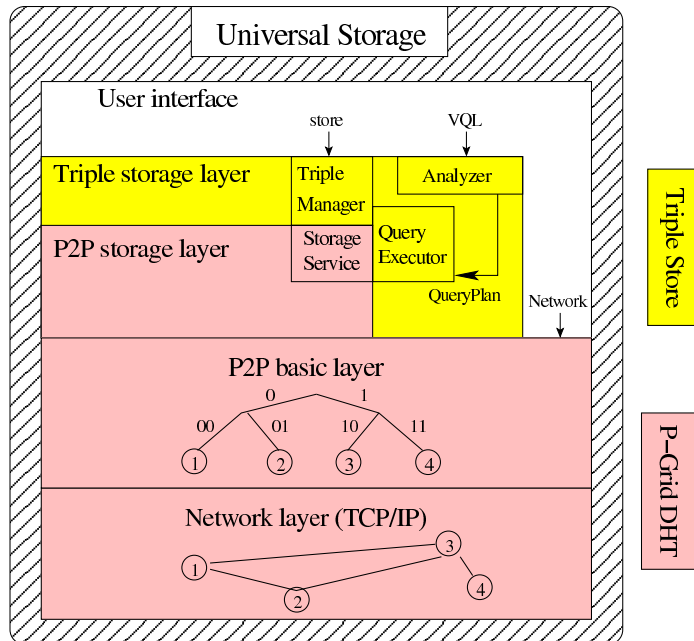 Universal Storage
User interface
store
VQL
Triple storage layer
Triple
Manager
Analyzer
P2P storage layer
Storage
Service
Query
Executor
QueryPlan
Network
P2P basic layer
0
1
00
01
10
11
1
2
3
4
Network layer (TCP/IP)
1
3
2
4
Triple Store
P-Grid DHT